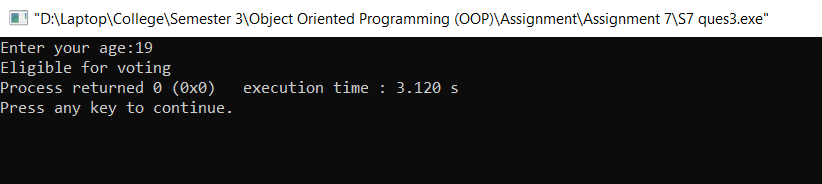 "D:\Laptop\College\Semester 3\Object Oriented Programming (OOP)\Assignment\Assignment 7\S7 ques3.exe"
Enter your age:19
Eligible for voting
Process returned 0 (0x0)   execution time : 3.120 s
Press any key to continue.